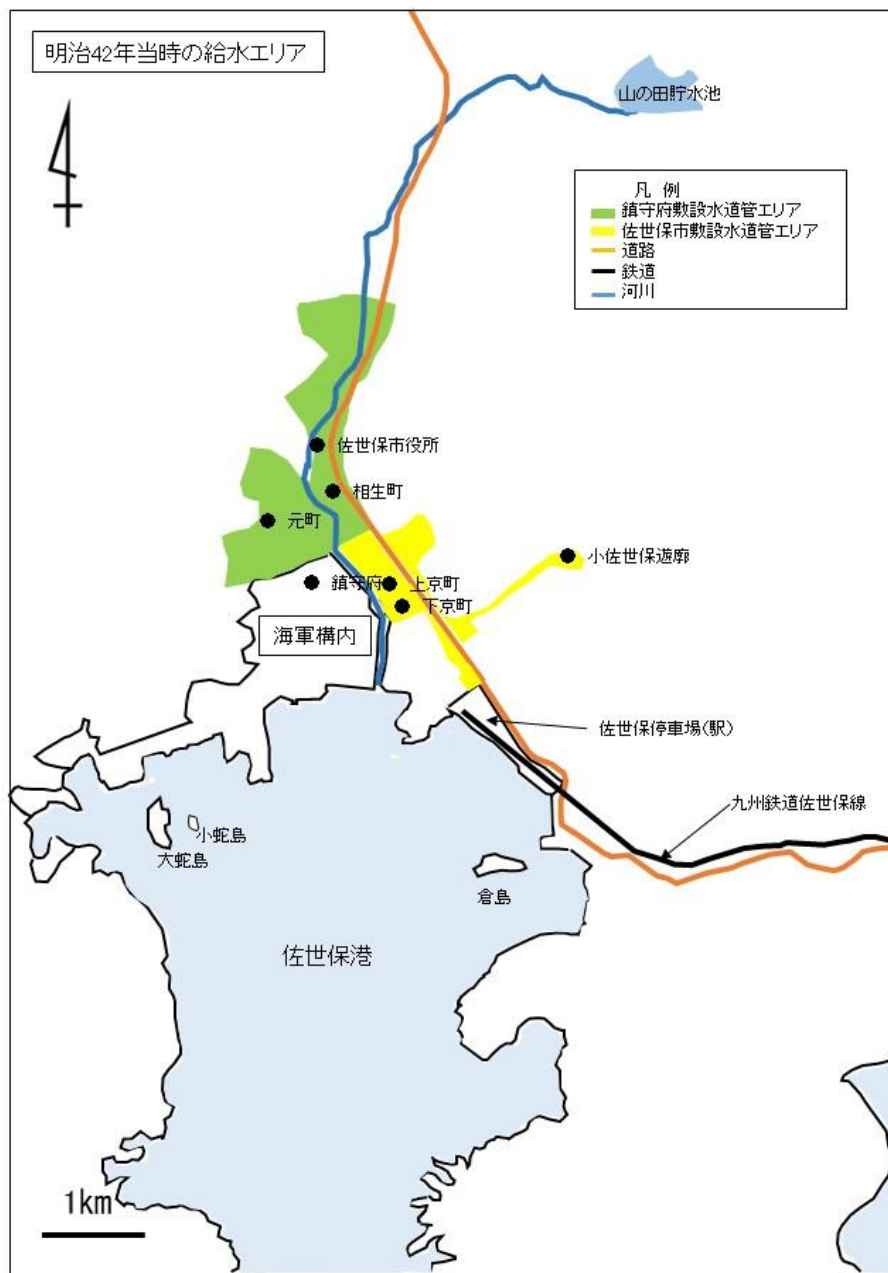 明治42年当時の給水エリア
山の田貯水池
凡 例
鎮守府敷設水道管エリア
佐世保市敷設水道管エリア
道路
鉄道
河川
佐世保市役所
相生町
元町
小佐世保遊廓
鎮守府
上京町
下京町
海軍構内
佐世保停車場(駅)
九州鉄道佐世保線
小蛇島
大蛇島
倉島
佐世保港
1km